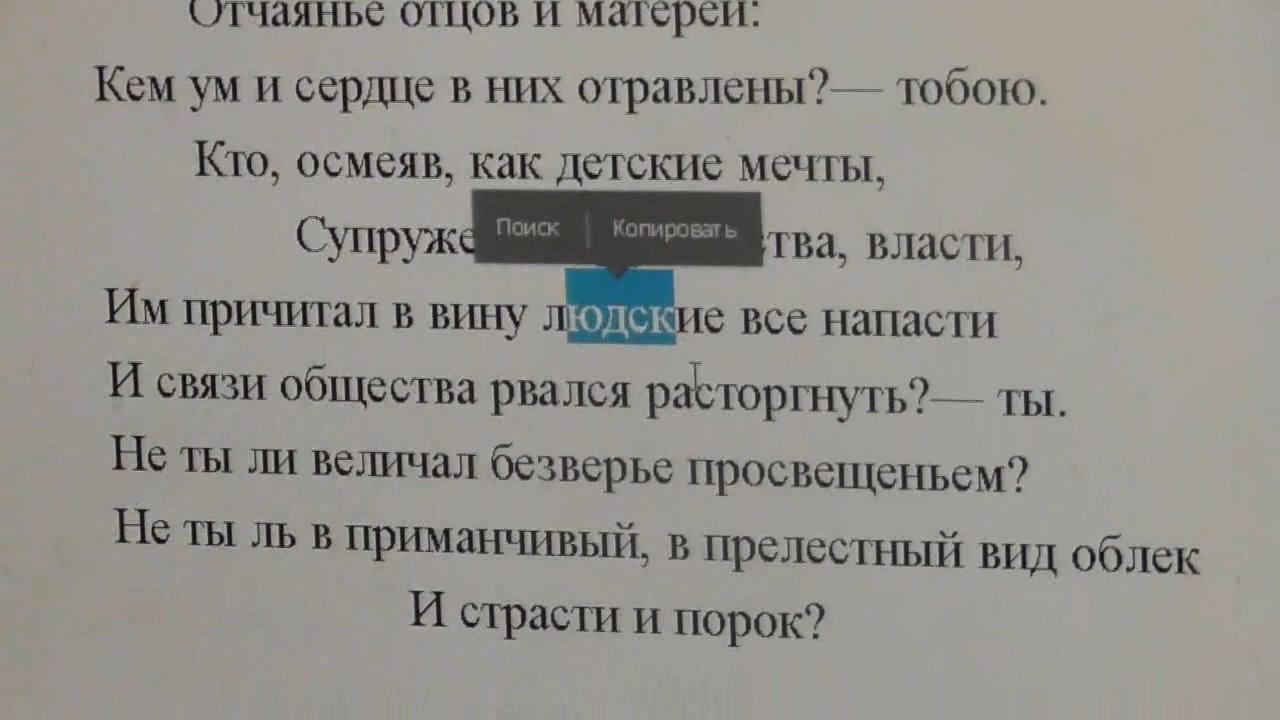 Отчаянье отцов и матерей:
Кем ум и сердце в них отравлены?— тобою.
Кто, осмеяв, как детские мечты,
Поиск | Копировать
Супруже тва, власти,
Им причитал в вину людские все напасти
И связи общества рвался расторгнуть?— ты.
Не ты ли величал безверье просвещеньем?
Не ты ль в приманчивый, в прелестный вид облек
И страсти и порок?